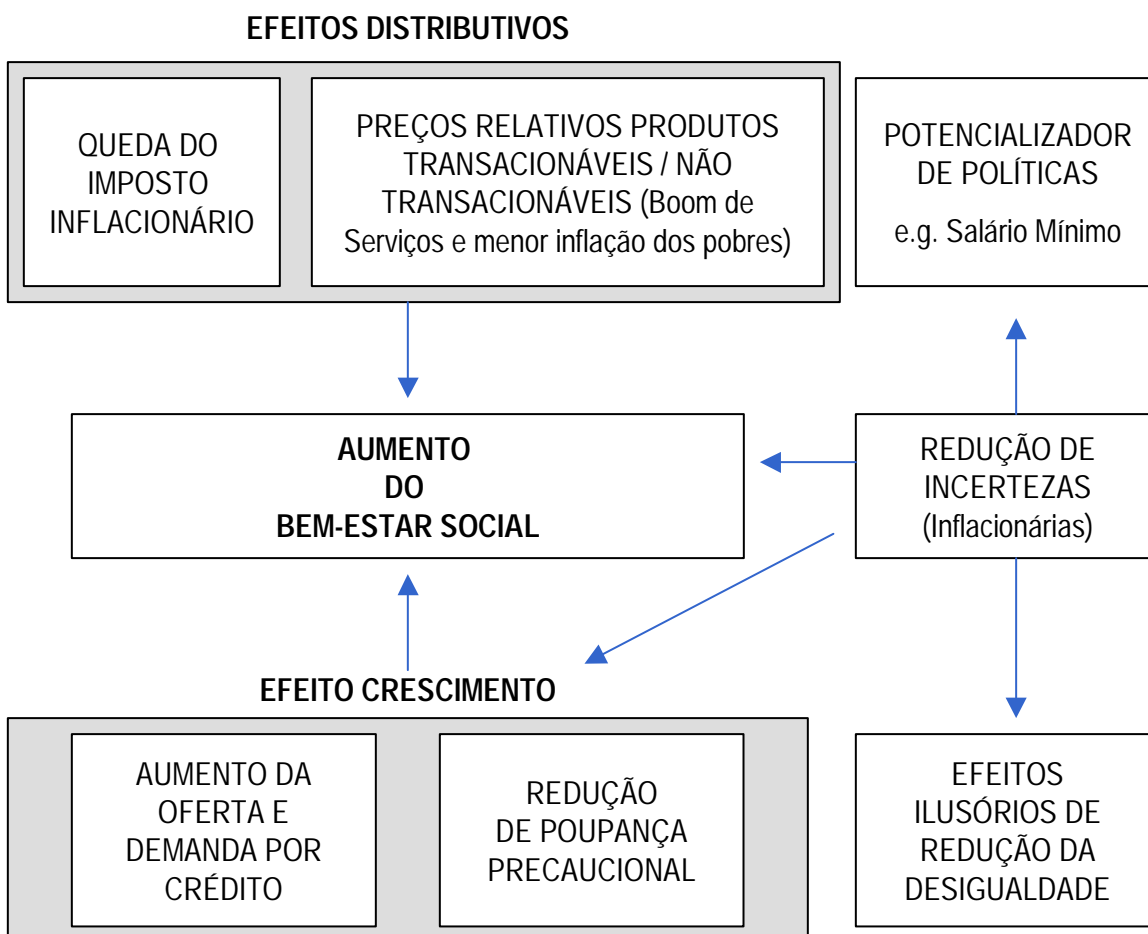 EFEITOS DISTRIBUTIVOS
QUEDA DO
IMPOSTO
INFLACIONÁRIO
PREÇOS RELATIVOS PRODUTOS
TRANSACIONÁVEIS / NÃO
TRANSACIONÁVEIS (Boom de
Serviços e menor inflação dos pobres)
POTENCIALIZADOR
DE POLÍTICAS
e.g. Salário Mínimo
AUMENTO
DO
BEM-ESTAR SOCIAL
REDUÇÃO DE
INCERTEZAS
(Inflacionárias)
EFEITO CRESCIMENTO
AUMENTO DA
OFERTA E
DEMANDA POR
CRÉDITO
REDUÇÃO
DE POUPANÇA
PRECAUCIONAL
EFEITOS
ILUSÓRIOS DE
REDUÇÃO DA
DESIGUALDADE